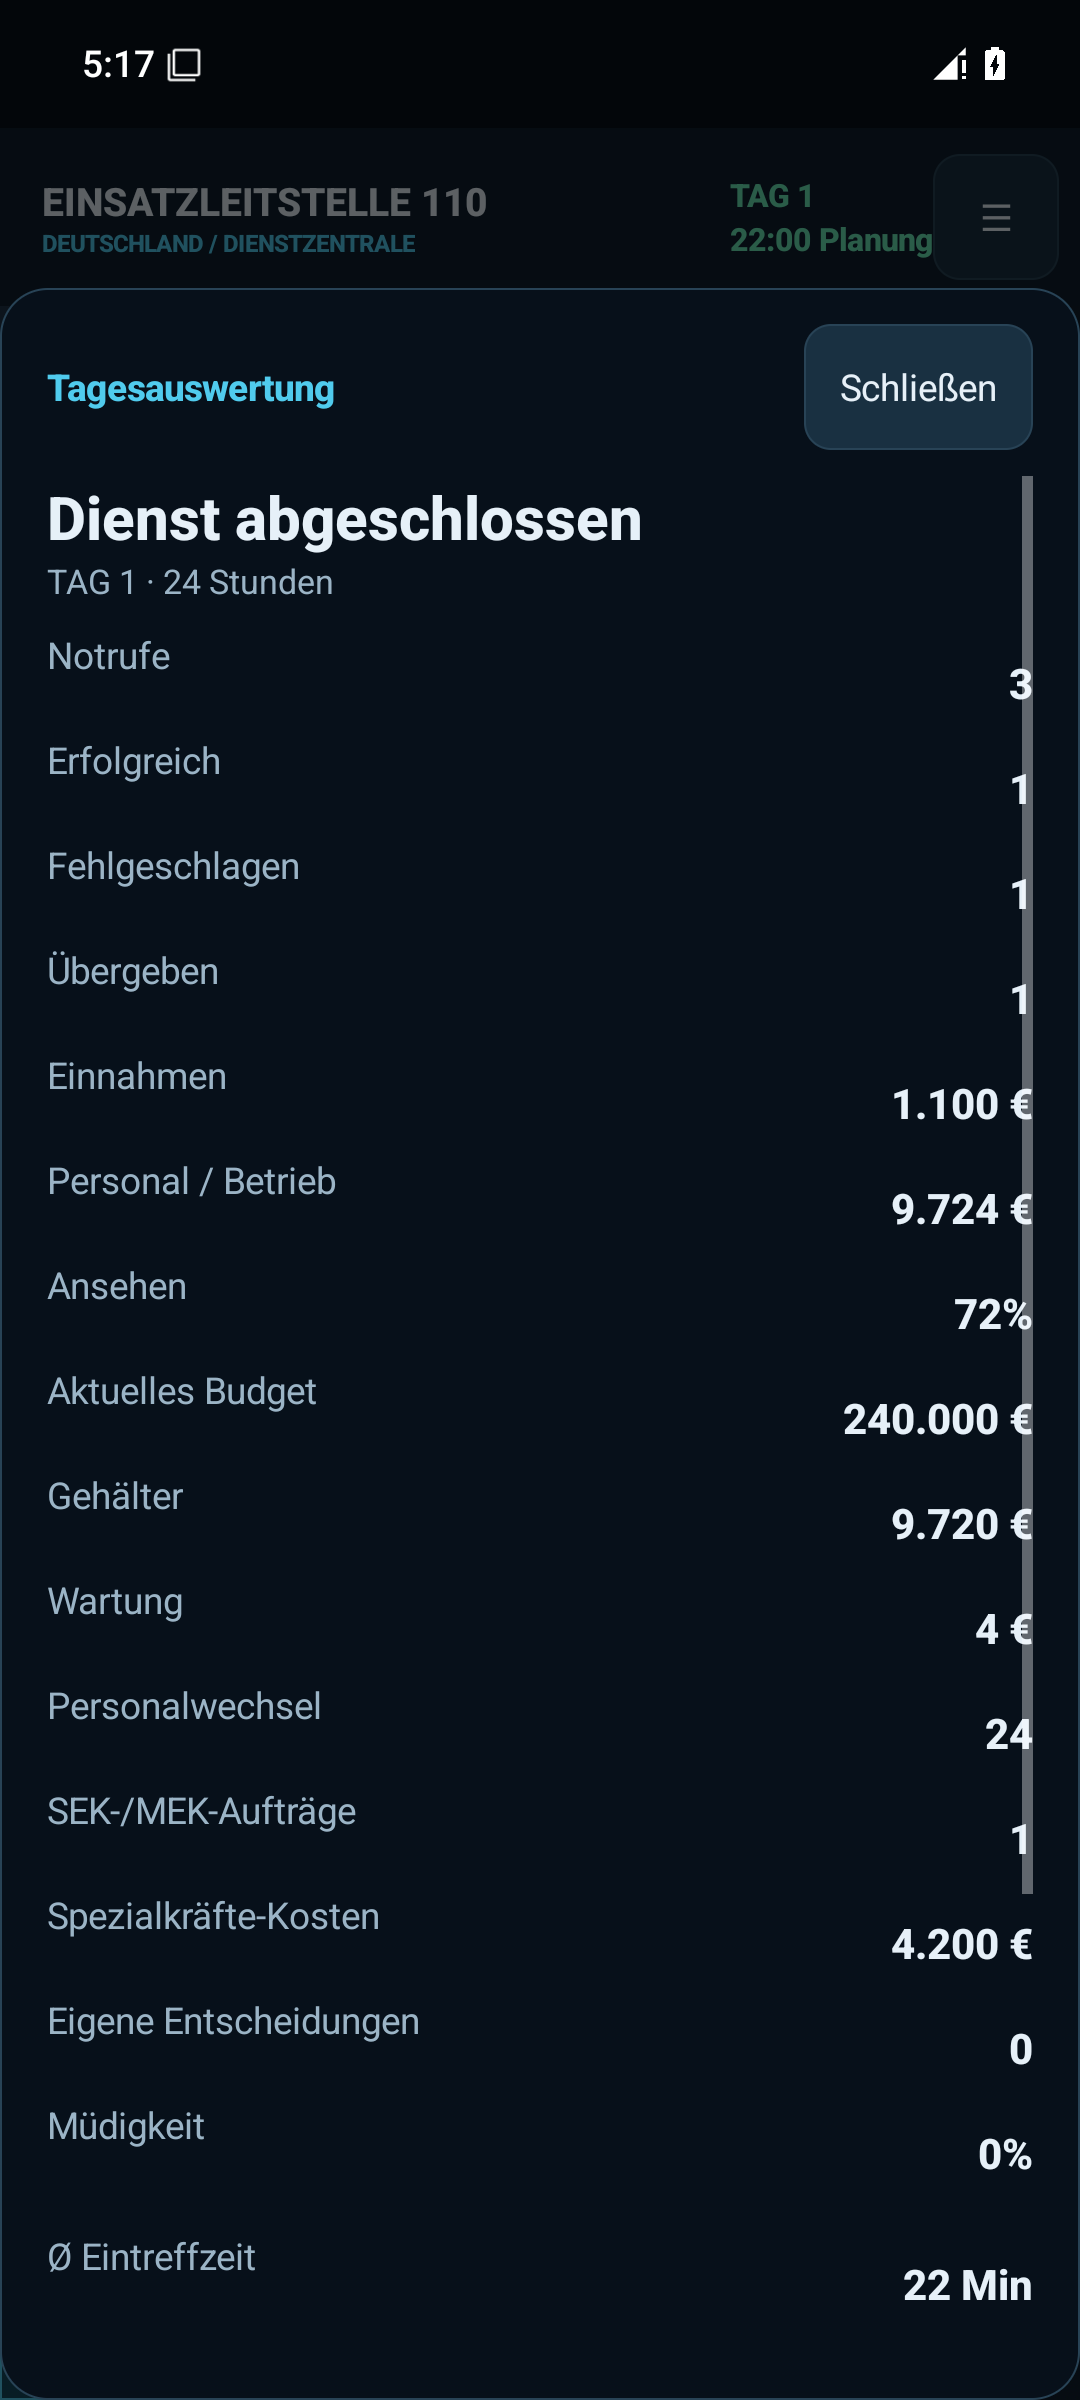 5:17
EINSATZLEITSTELLE 110
DEUTSCHLAND / DIENSTZENTRALE
TAG 1
22:00 Planung
Tagesauswertung
Schließen
Dienst abgeschlossen
TAG 1 · 24 Stunden
Notrufe
3
Erfolgreich
1
Fehlgeschlagen
1
Übergeben
1
Einnahmen
1.100 €
Personal / Betrieb
9.724 €
Ansehen
72%
Aktuelles Budget
240.000 €
Gehälter
9.720 €
Wartung
4 €
Personalwechsel
24
SEK-/MEK-Aufträge
1
Spezialkräfte-Kosten
4.200 €
Eigene Entscheidungen
0
Müdigkeit
0%
Ø Eintreffzeit
22 Min